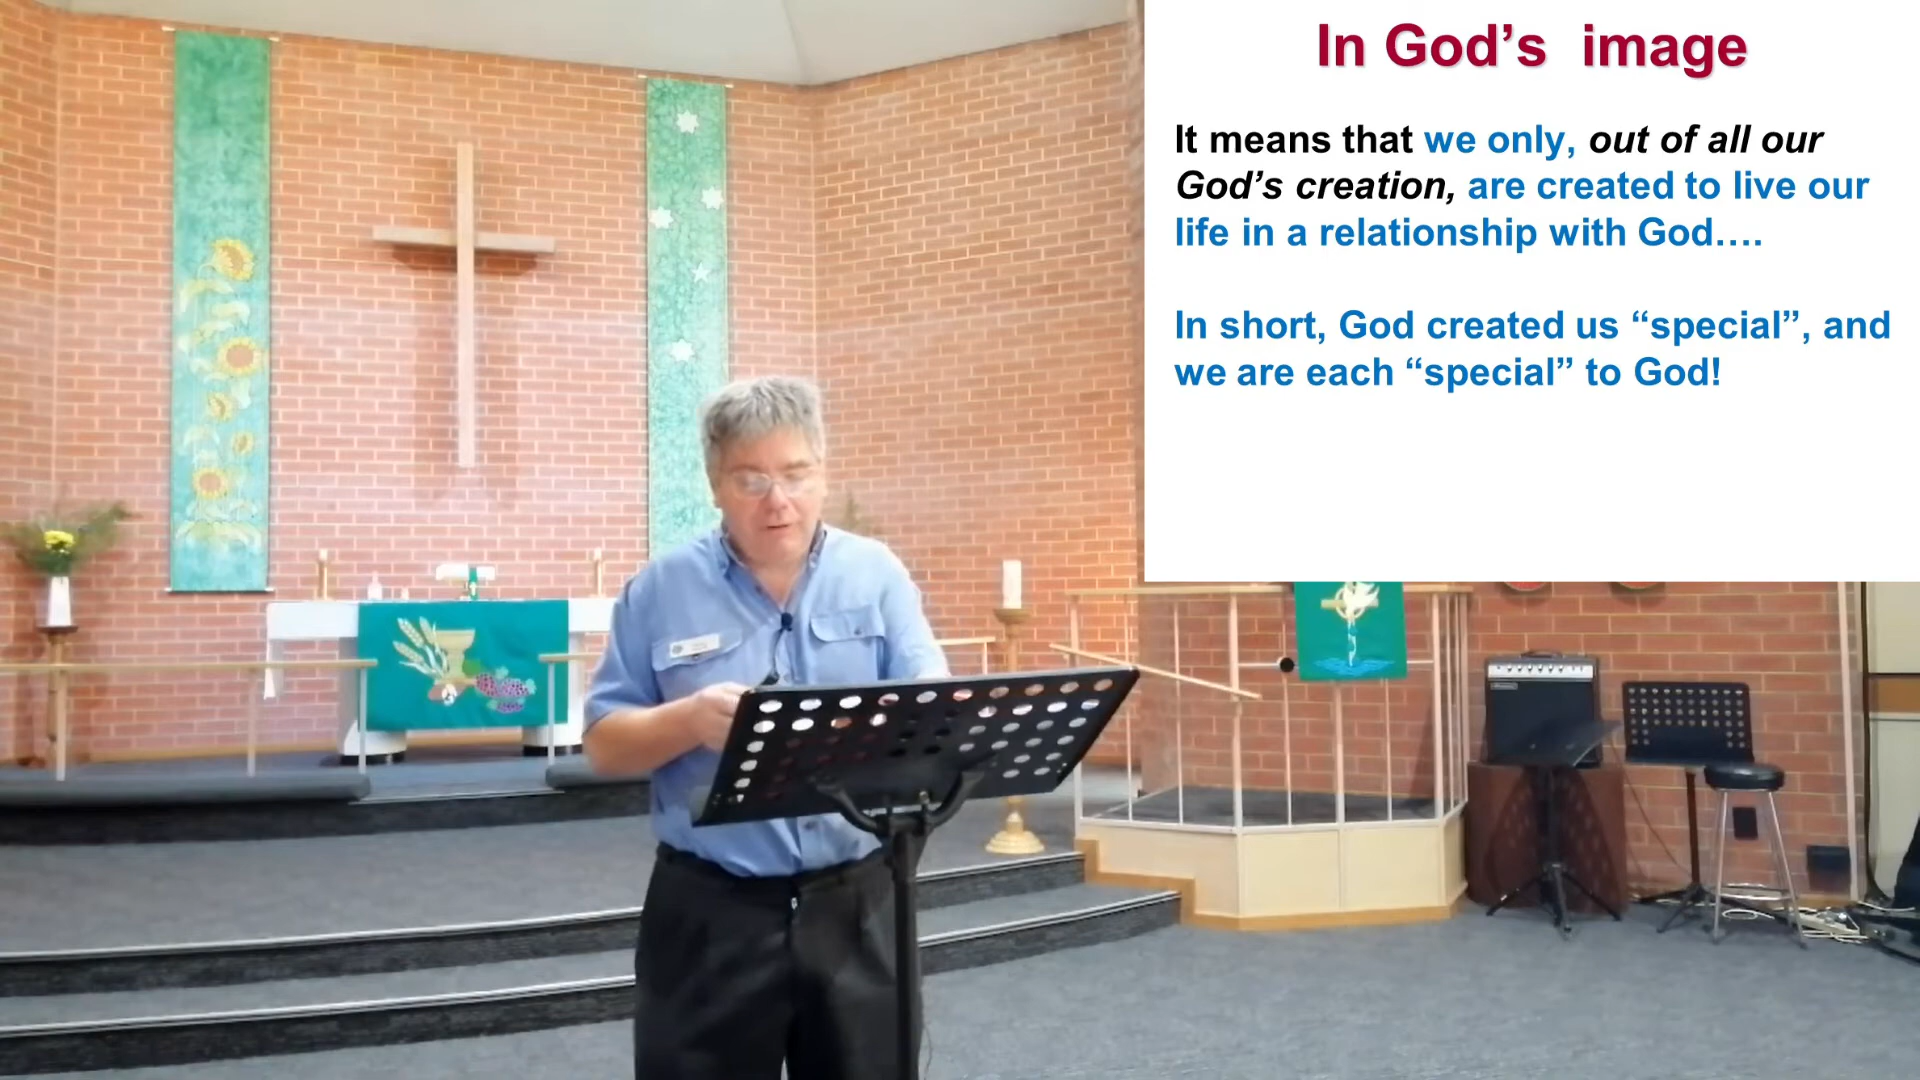 In God’s  image
It means that we only, out of all our
God’s creation, are created to live our
life in a relationship with God….
In short, God created us “special”, and
we are each “special” to God!